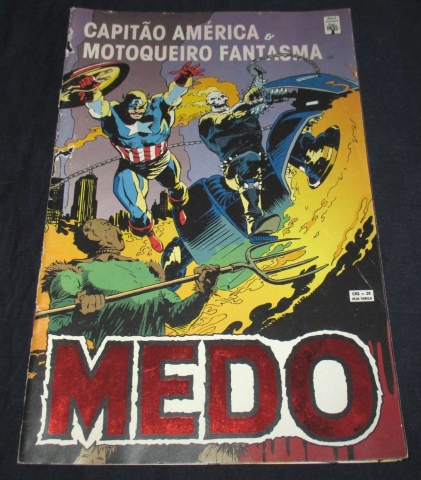 CAPITÃO AMÉRICA &
MOTOQUEIRO FANTASMA
MEDO